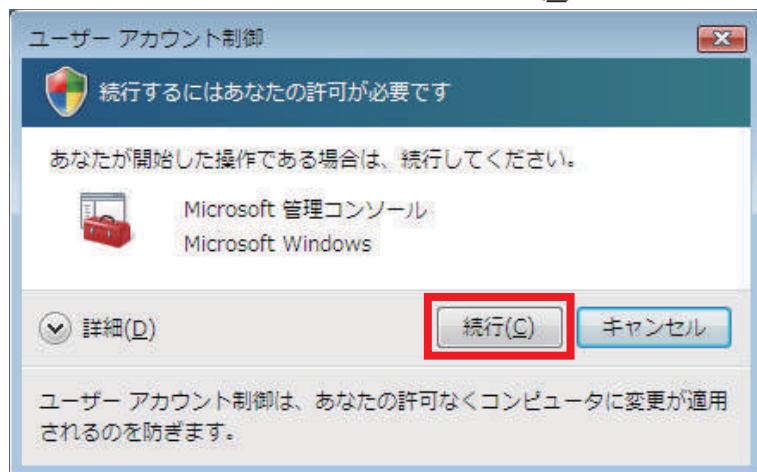 ユーザー アカウント制御
続行するにはあなたの許可が必要です
あなたが開始した操作である場合は、続行してください。
Microsoft 管理コンソール
Microsoft Windows
詳細(D)
続行(C)
キャンセル
ユーザー アカウント制御は、あなたの許可なくコンピュータに変更が適用
されるのを防ぎます。